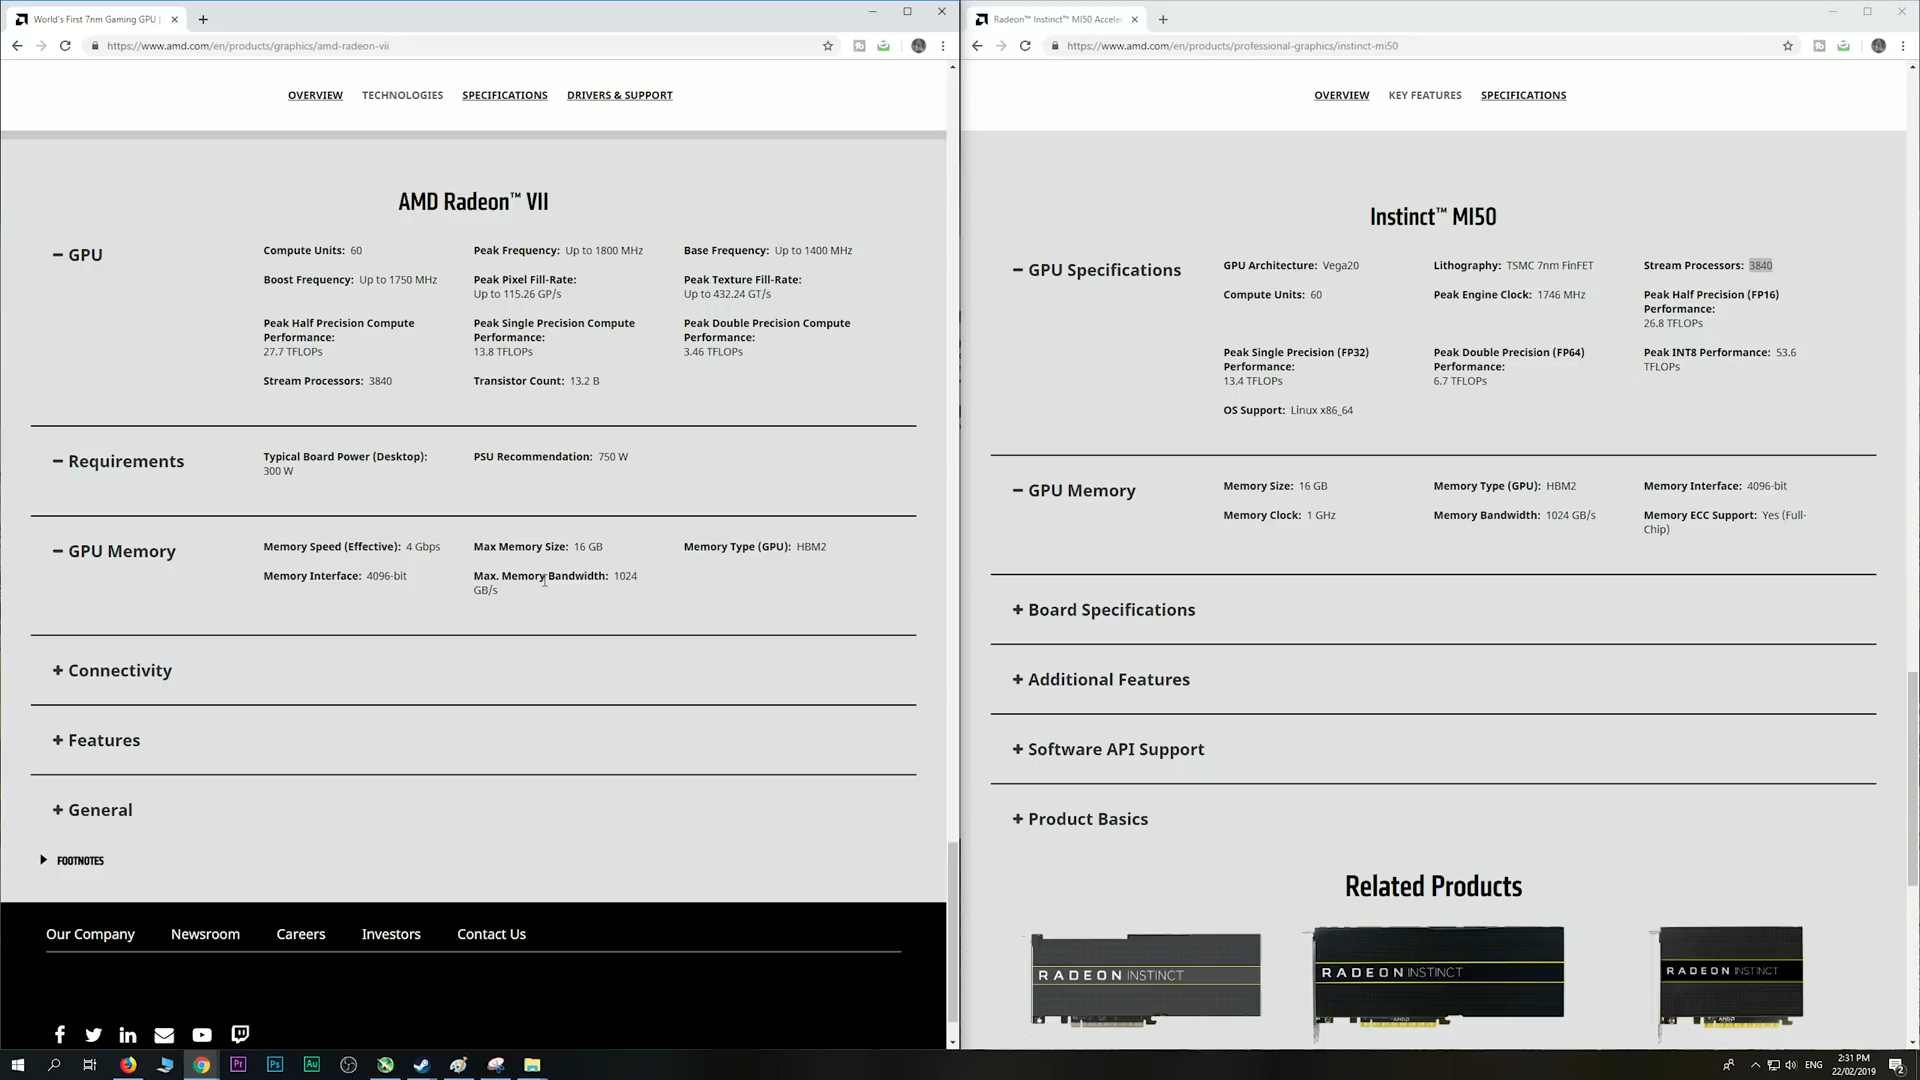 World's First 7nm Gaming GPU |
https://www.amd.com/en/products/graphics/amd-radeon-vii
OVERVIEW TECHNOLOGIES SPECIFICATIONS DRIVERS & SUPPORT
AMD Radeon™ VII
− GPU
Compute Units: 60
Peak Frequency: Up to 1800 MHz
Base Frequency: Up to 1400 MHz
Boost Frequency: Up to 1750 MHz
Peak Pixel Fill-Rate:
Up to 115.26 GP/s
Peak Texture Fill-Rate:
Up to 432.24 GT/s
Peak Half Precision Compute
Performance:
27.7 TFLOPs
Peak Single Precision Compute
Performance:
13.8 TFLOPs
Peak Double Precision Compute
Performance:
3.46 TFLOPs
Stream Processors: 3840
Transistor Count: 13.2 B
− Requirements
Typical Board Power (Desktop):
300 W
PSU Recommendation: 750 W
− GPU Memory
Memory Speed (Effective): 4 Gbps
Max Memory Size: 16 GB
Memory Type (GPU): HBM2
Memory Interface: 4096-bit
Max. Memory Bandwidth: 1024
GB/s
+ Connectivity
+ Features
+ General
FOOTNOTES
Our Company Newsroom Careers Investors Contact Us
Radeon™ Instinct™ MI50 Accele
https://www.amd.com/en/products/professional-graphics/instinct-mi50
OVERVIEW KEY FEATURES SPECIFICATIONS
Instinct™ MI50
− GPU Specifications
GPU Architecture: Vega20
Lithography: TSMC 7nm FinFET
Stream Processors: 3840
Compute Units: 60
Peak Engine Clock: 1746 MHz
Peak Half Precision (FP16)
Performance:
26.8 TFLOPs
Peak Single Precision (FP32)
Performance:
13.4 TFLOPs
Peak Double Precision (FP64)
Performance:
6.7 TFLOPs
Peak INT8 Performance: 53.6
TFLOPs
OS Support: Linux x86_64
− GPU Memory
Memory Size: 16 GB
Memory Type (GPU): HBM2
Memory Interface: 4096-bit
Memory Clock: 1 GHz
Memory Bandwidth: 1024 GB/s
Memory ECC Support: Yes (Full-
Chip)
+ Board Specifications
+ Additional Features
+ Software API Support
+ Product Basics
Related Products
RADEON INSTINCT
RADEON INSTINCT
RADEON INSTINCT
Pr Ps Au
ENG
2:31 PM
22/02/2019
2